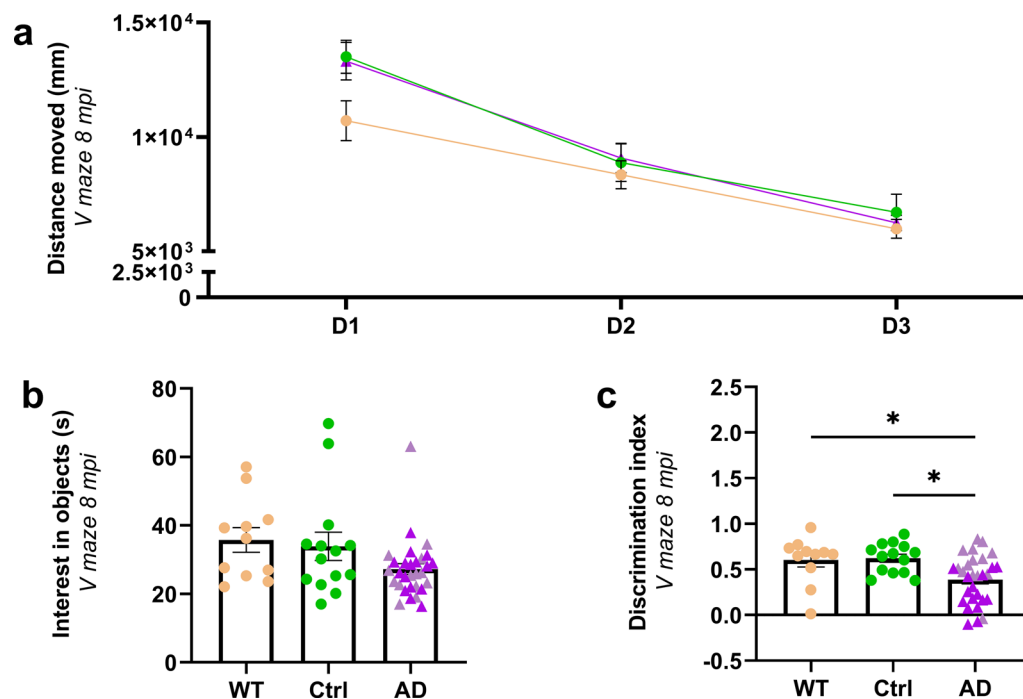 a
Distance moved (mm)
V maze 8 mpi
1.5×10⁴
1×10⁴
5×10³
2.5×10³
0
D1 D2 D3
b
Interest in objects (s)
V maze 8 mpi
80
60
40
20
0
WT Ctrl AD
c
Discrimination index
V maze 8 mpi
2.5
2.0
1.5
1.0
0.5
0.0
-0.5
*
*
WT Ctrl AD